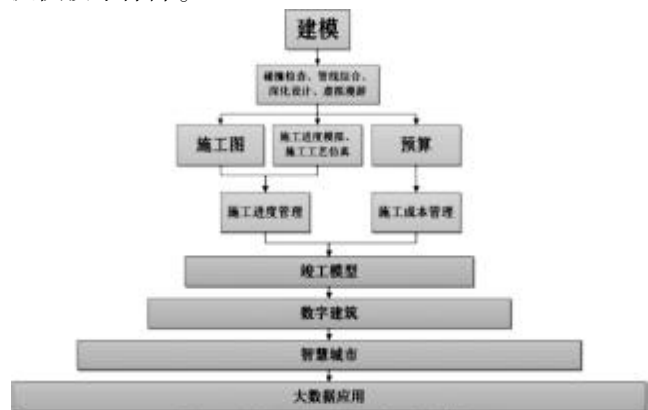 建模
碰撞检查、管线综合、
深化设计、虚拟漫游
施工图
施工进度模拟、
施工工艺仿真
预算
施工进度管理
施工成本管理
竣工模型
数字建筑
智慧城市
大数据应用